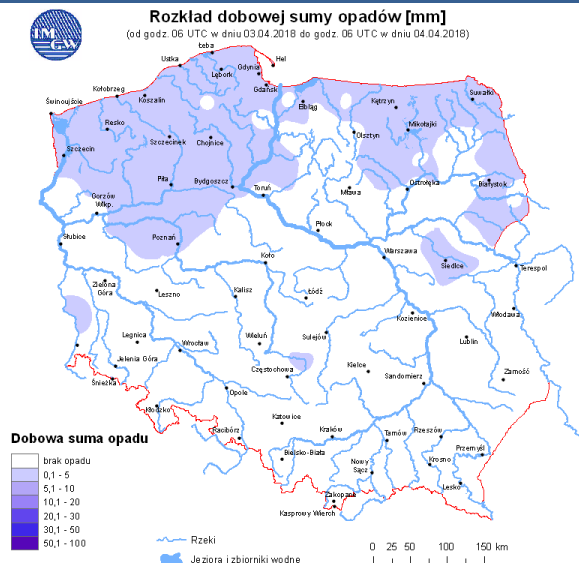 IM
GW
Rozkład dobowej sumy opadów [mm]
(od godz. 06 UTC w dniu 03.04.2018 do godz. 06 UTC w dniu 04.04.2018)
Łeba
Hel
Ustka
Gdynia
Lębork
Gdańsk
Kołobrzeg
Koszalin
Suwałki
Świnoujście
Elbląg
Kętrzyn
Resko
Mikołajki
Olsztyn
Szczecinek
Chojnice
Szczecin
Piła
Bydgoszcz
Ostrołęka
Białystok
Toruń
Mława
Gorzów
Wlkp.
Płock
Słubice
Poznań
Warszawa
Koło
Siedlce
Terespol
Zielona
Góra
Leszno
Kalisz
Łódź
Kozienice
Włodawa
Legnica
Wrocław
Wieluń
Sulejów
Lublin
Jelenia Góra
Śnieżka
Częstochowa
Kielce
Sandomierz
Zamość
Opole
Kłodzko
Katowice
Racibórz
Kraków
Tarnów
Rzeszów
Przemyśl
Bielsko-Biała
Nowy
Sącz
Krosno
Lesko
Zakopane
Kasprowy Wierch
Dobowa suma opadu
brak opadu
0,1 - 5
5,1 - 10
10,1 - 20
20,1 - 30
30,1 - 50
50,1 - 100
Rzeki
Jeziora i zbiorniki wodne
0 25 50 100 150 km